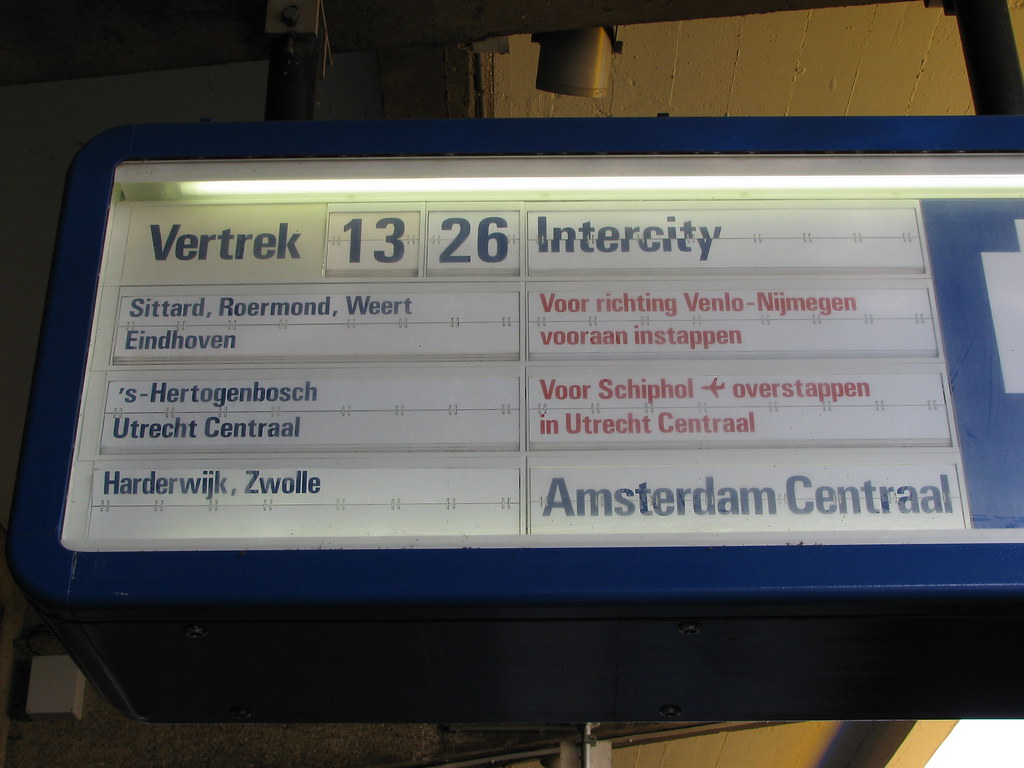 Vertrek 13 26 Intercity
Sittard, Roermond, Weert
Eindhoven
Voor richting Venlo-Nijmegen
vooraan instappen
's-Hertogenbosch
Utrecht Centraal
Voor Schiphol overstappen
in Utrecht Centraal
Harderwijk, Zwolle
Amsterdam Centraal